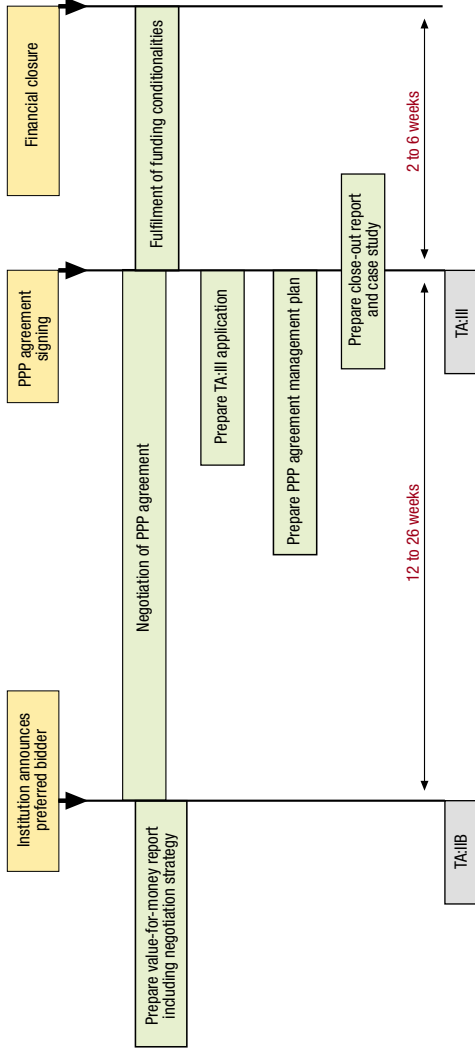 Institution announces
preferred bidder
PPP agreement
signing
Financial closure
Prepare value-for-money report
including negotiation strategy
Negotiation of PPP agreement
Fulfilment of funding conditionalities
Prepare TA:III application
Prepare PPP agreement management plan
Prepare close-out report
and case study
12 to 26 weeks
2 to 6 weeks
TA:IIB
TA:III